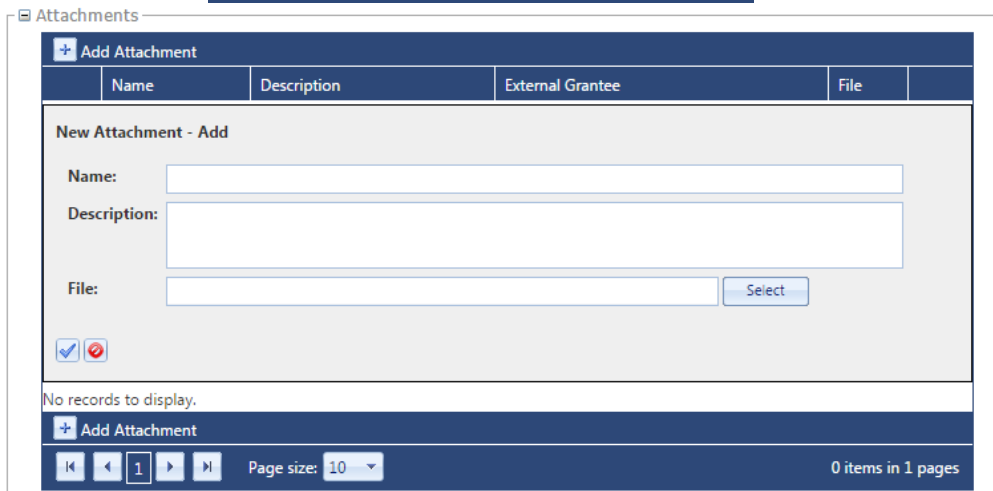 Attachments
Add Attachment
Name Description External Grantee File
New Attachment - Add
Name:
Description:
File: Select
No records to display.
Add Attachment
1 Page size: 10 0 items in 1 pages